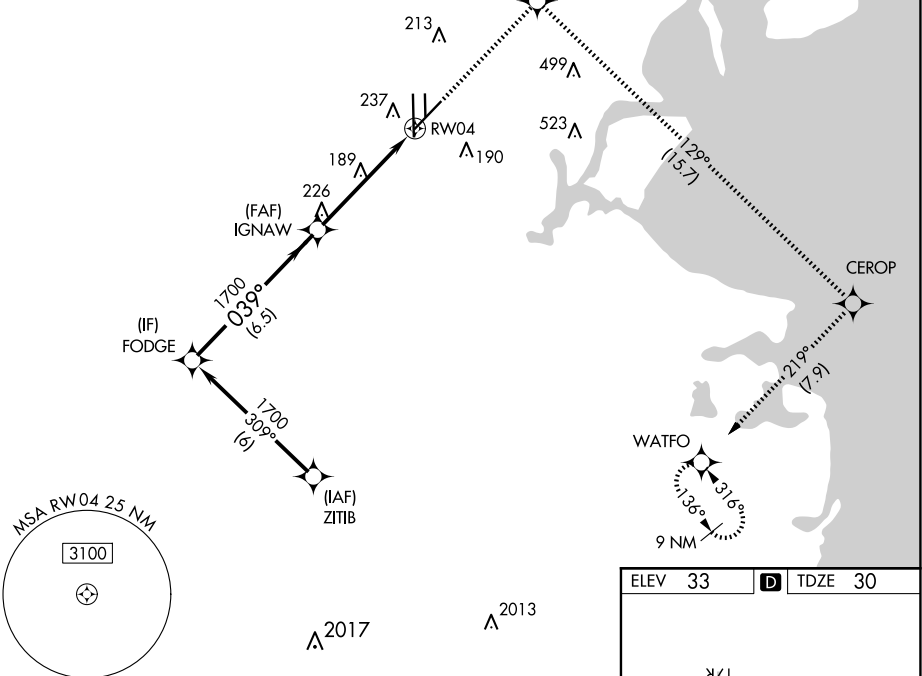 213
499
237
RW04
523
190
189
226
(FAF)
IGNAW
129°
(15.7)
CEROP
1700
039°
(6.5)
(IF)
FODGE
219°
(7.9)
1700
309°
(6)
WATFO
(IAF)
ZITIB
136°
316°
9 NM
MSA RW04 25 NM
3100
ELEV 33
D
TDZE 30
2017
2013